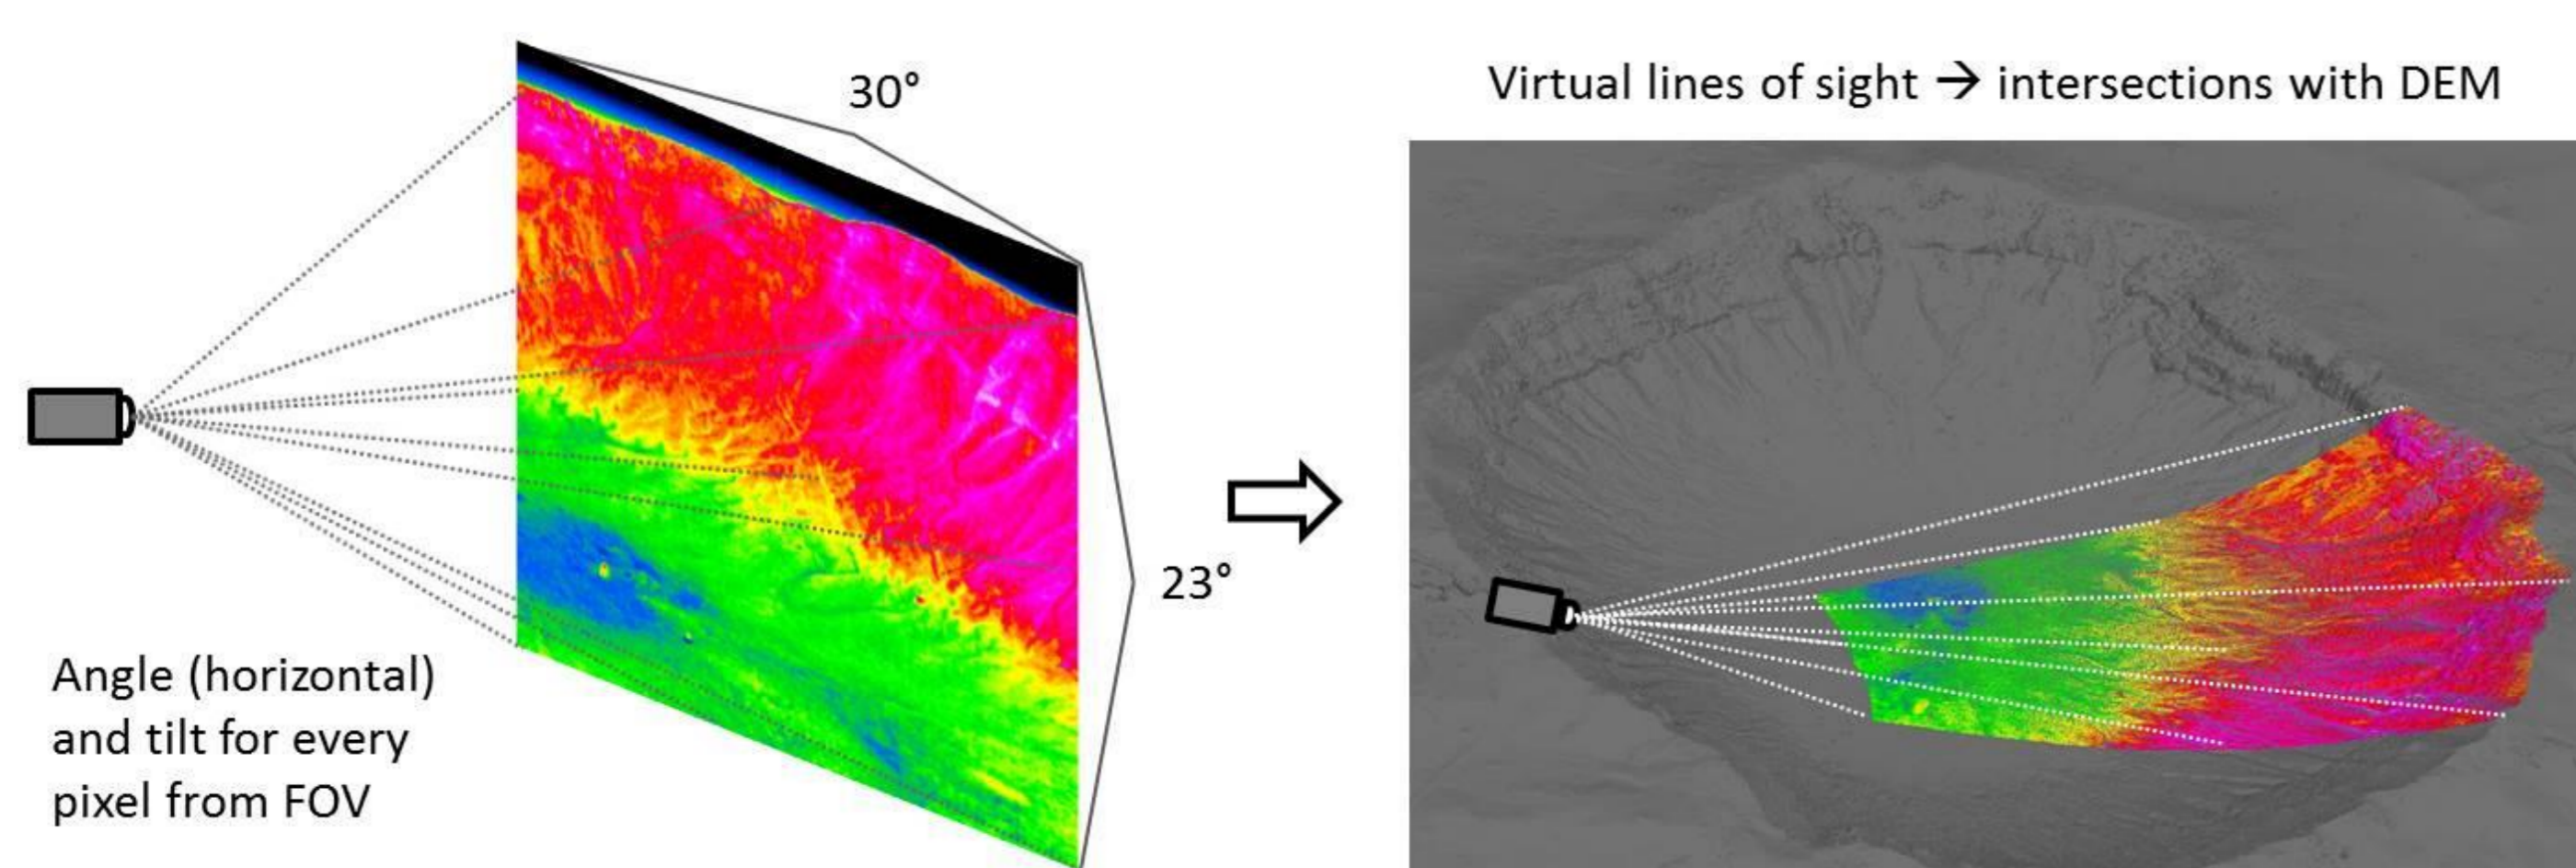 30°
Virtual lines of sight → intersections with DEM
23°
Angle (horizontal)
and tilt for every
pixel from FOV